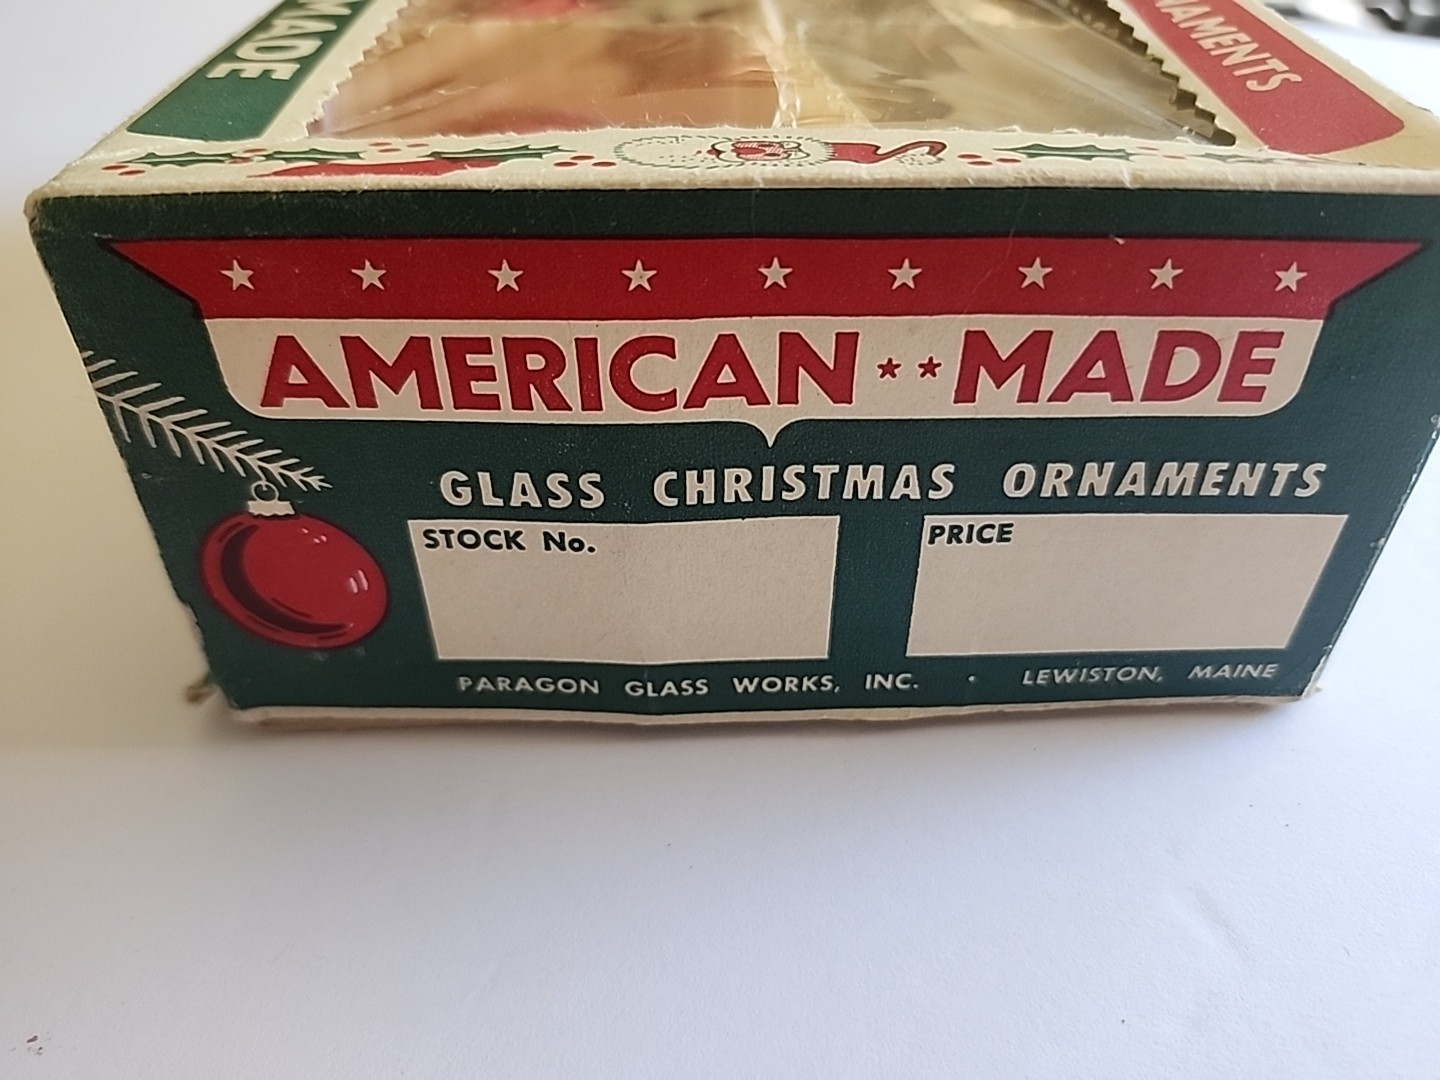 MADE
NAMENTS
AMERICAN ** MADE
GLASS CHRISTMAS ORNAMENTS
STOCK No.
PRICE
PARAGON GLASS WORKS, INC. · LEWISTON, MAINE